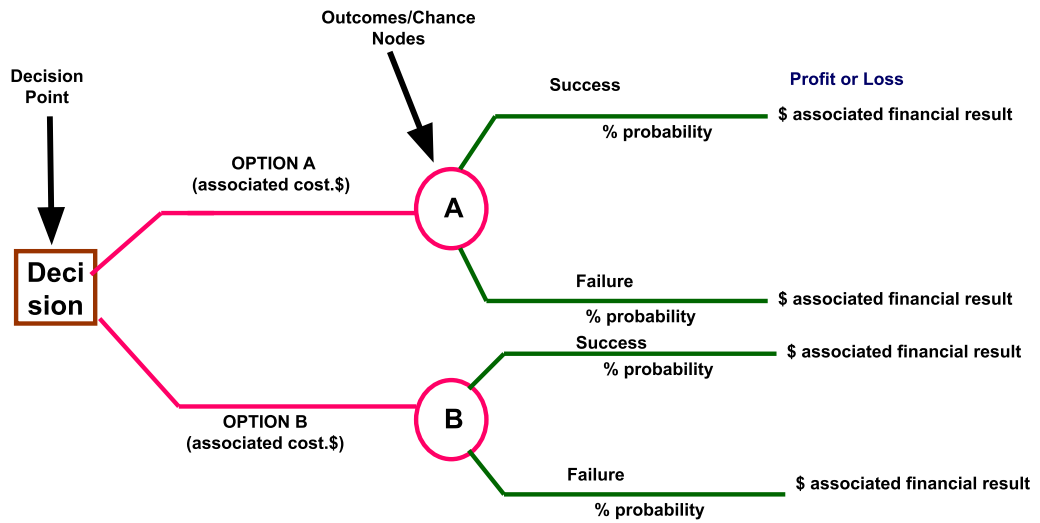 Outcomes/Chance
Nodes
Decision
Point
Success
Profit or Loss
$ associated financial result
% probability
OPTION A
(associated cost.$)
A
Deci
sion
Failure
$ associated financial result
% probability
Success
$ associated financial result
% probability
OPTION B
(associated cost.$)
B
Failure
$ associated financial result
% probability